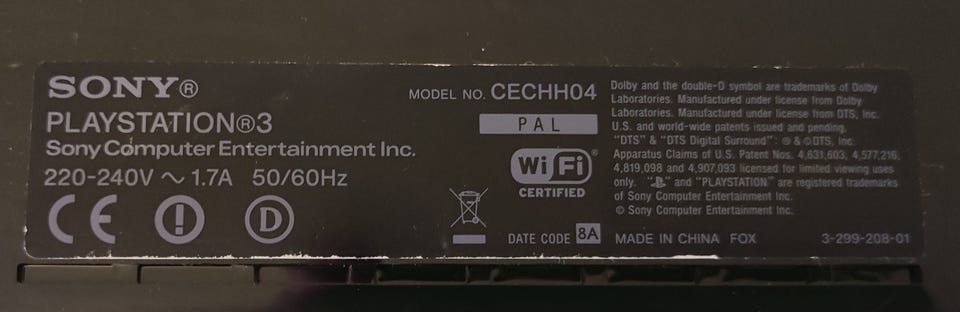 SONY®
PLAYSTATION®3
Sony Computer Entertainment Inc.
220-240V ~ 1.7A 50/60Hz
CE
D
MODEL NO. CECHH04
PAL
Wi Fi®
CERTIFIED
DATE CODE 8A
Dolby and the double-D symbol are trademarks of Dolby
Laboratories. Manufactured under license from Dolby
Laboratories. Manufactured under license from DTS, Inc.
U.S. and world-wide patents issued and pending.
"DTS" & "DTS Digital Surround": ® & © DTS, Inc.
Apparatus Claims of U.S. Patent Nos. 4,631,603, 4,577,216,
4,819,098 and 4,907,093 licensed for limited viewing uses
only. "PS" and "PLAYSTATION" are registered trademarks
of Sony Computer Entertainment Inc.
© Sony Computer Entertainment Inc.
MADE IN CHINA FOX 3-299-208-01